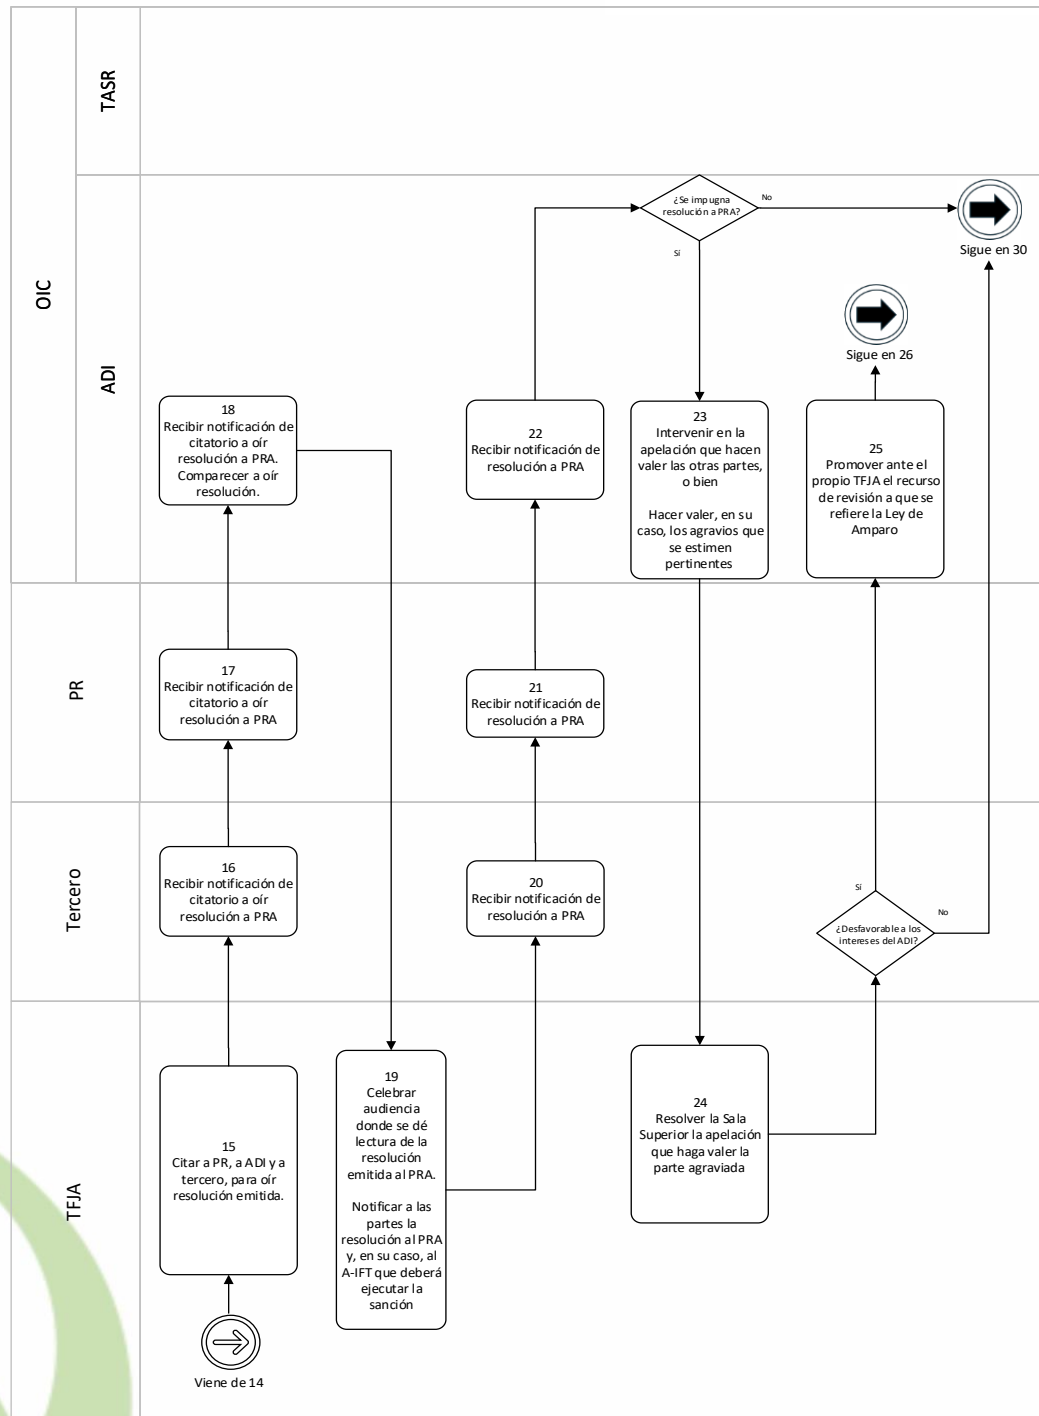 OIC
TASR
ADI
PR
Tercero
TFJA
Viene de 14
15
Citar a PR, a ADI y a
tercero, para oír
resolución emitida.
16
Recibir notificación de
citatorio a oír
resolución a PRA
17
Recibir notificación de
citatorio a oír
resolución a PRA
18
Recibir notificación de
citatorio a oír
resolución a PRA.
Comparecer a oír
resolución.
19
Celebrar
audiencia
donde se dé
lectura de la
resolución
emitida al PRA.
Notificar a las
partes la
resolución al PRA
y, en su caso, al
A-IFT que deberá
ejecutar la
sanción
20
Recibir notificación de
resolución a PRA
21
Recibir notificación de
resolución a PRA
22
Recibir notificación de
resolución a PRA
¿Se impugna
resolución a PRA?
No
Sí
Sigue en 30
23
Intervenir en la
apelación que hacen
valer las otras partes,
o bien
Hacer valer, en su
caso, los agravios que
se estimen
pertinentes
24
Resolver la Sala
Superior la apelación
que haga valer la
parte agraviada
¿Desfavorable a los
intereses del ADI?
Sí
No
25
Promover ante el
propio TFJA el recurso
de revisión a que se
refiere la Ley de
Amparo
Sigue en 26